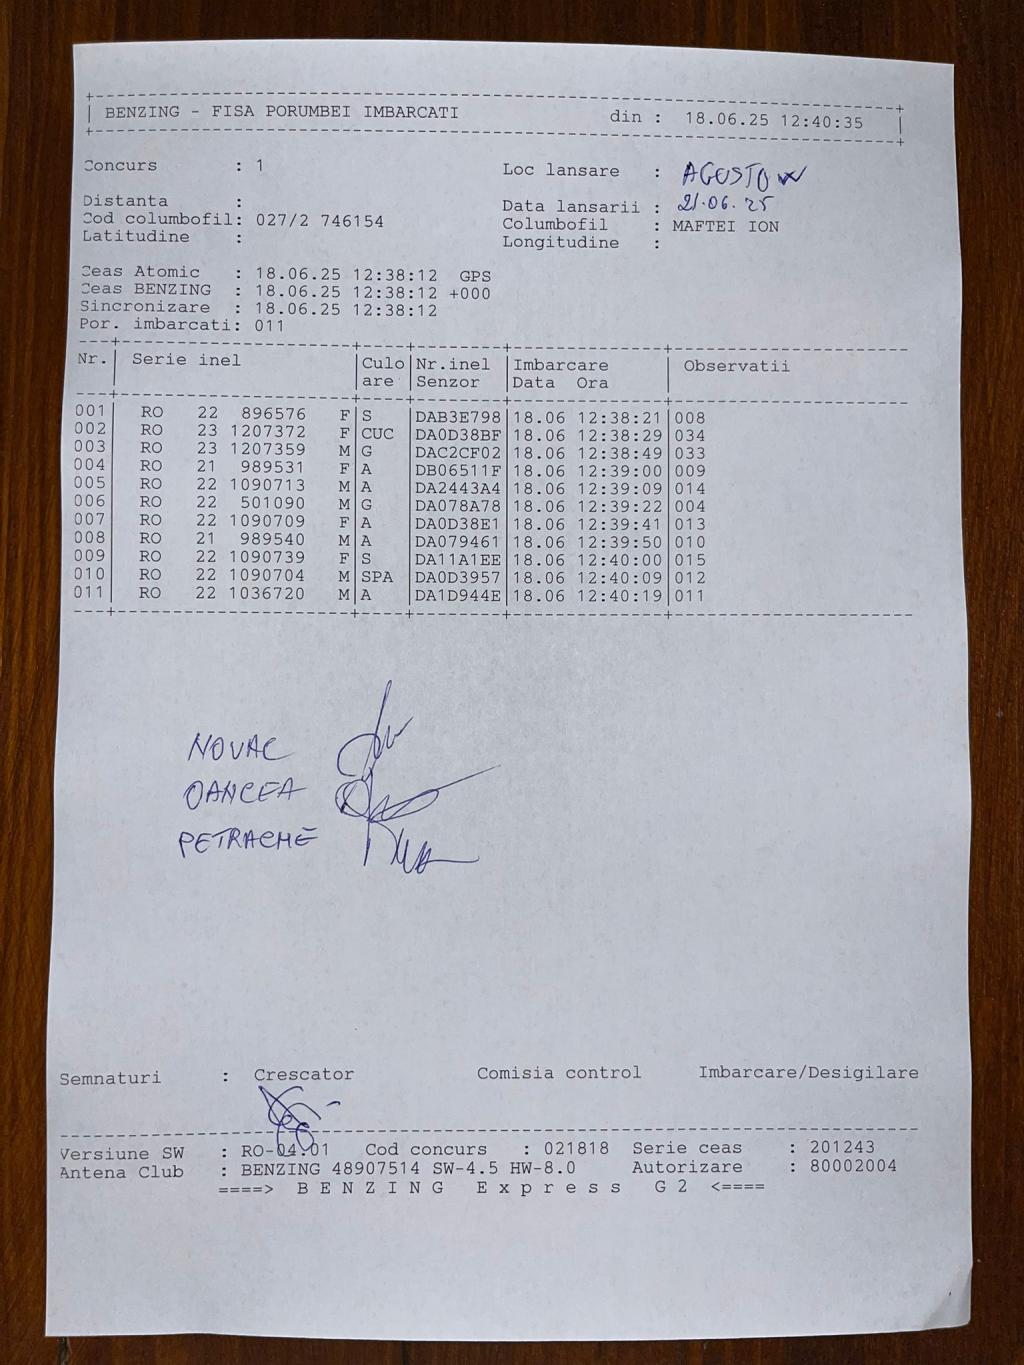 BENZING - FISA PORUMBEI IMBARCATI din : 18.06.25 12:40:35
Concurs : 1 Loc lansare : AGUSTOW
Distanta : Data lansarii : 21.06.25
Cod columbofil: 027/2 746154 Columbofil : MAFTEI ION
Latitudine : Longitudine :
Ceas Atomic : 18.06.25 12:38:12 GPS
Ceas BENZING : 18.06.25 12:38:12 +000
Sincronizare : 18.06.25 12:38:12
Por. imbarcati: 011
Nr. Serie inel Culo Nr.inel Imbarcare Observatii
are Senzor Data Ora
001 RO 22 896576 F S DAB3E798 18.06 12:38:21 008
002 RO 23 1207372 F CUC DA0D38BF 18.06 12:38:29 034
003 RO 23 1207359 M G DAC2CF02 18.06 12:38:49 033
004 RO 21 989531 F A DB06511F 18.06 12:39:00 009
005 RO 22 1090713 M A DA2443A4 18.06 12:39:09 014
006 RO 22 501090 M G DA078A78 18.06 12:39:22 004
007 RO 22 1090709 F A DA0D38E1 18.06 12:39:41 013
008 RO 21 989540 M A DA079461 18.06 12:39:50 010
009 RO 22 1090739 F S DA11A1EE 18.06 12:40:00 015
010 RO 22 1090704 M SPA DA0D3957 18.06 12:40:09 012
011 RO 22 1036720 M A DA1D944E 18.06 12:40:19 011
NOVAC
OANCEA
PETRACHE
Semnaturi : Crescator Comisia control Imbarcare/Desigilare
Versiune SW : RO-04.01 Cod concurs : 021818 Serie ceas : 201243
Antena Club : BENZING 48907514 SW-4.5 HW-8.0 Autorizare : 80002004
====> B E N Z I N G E x p r e s s G 2 <====